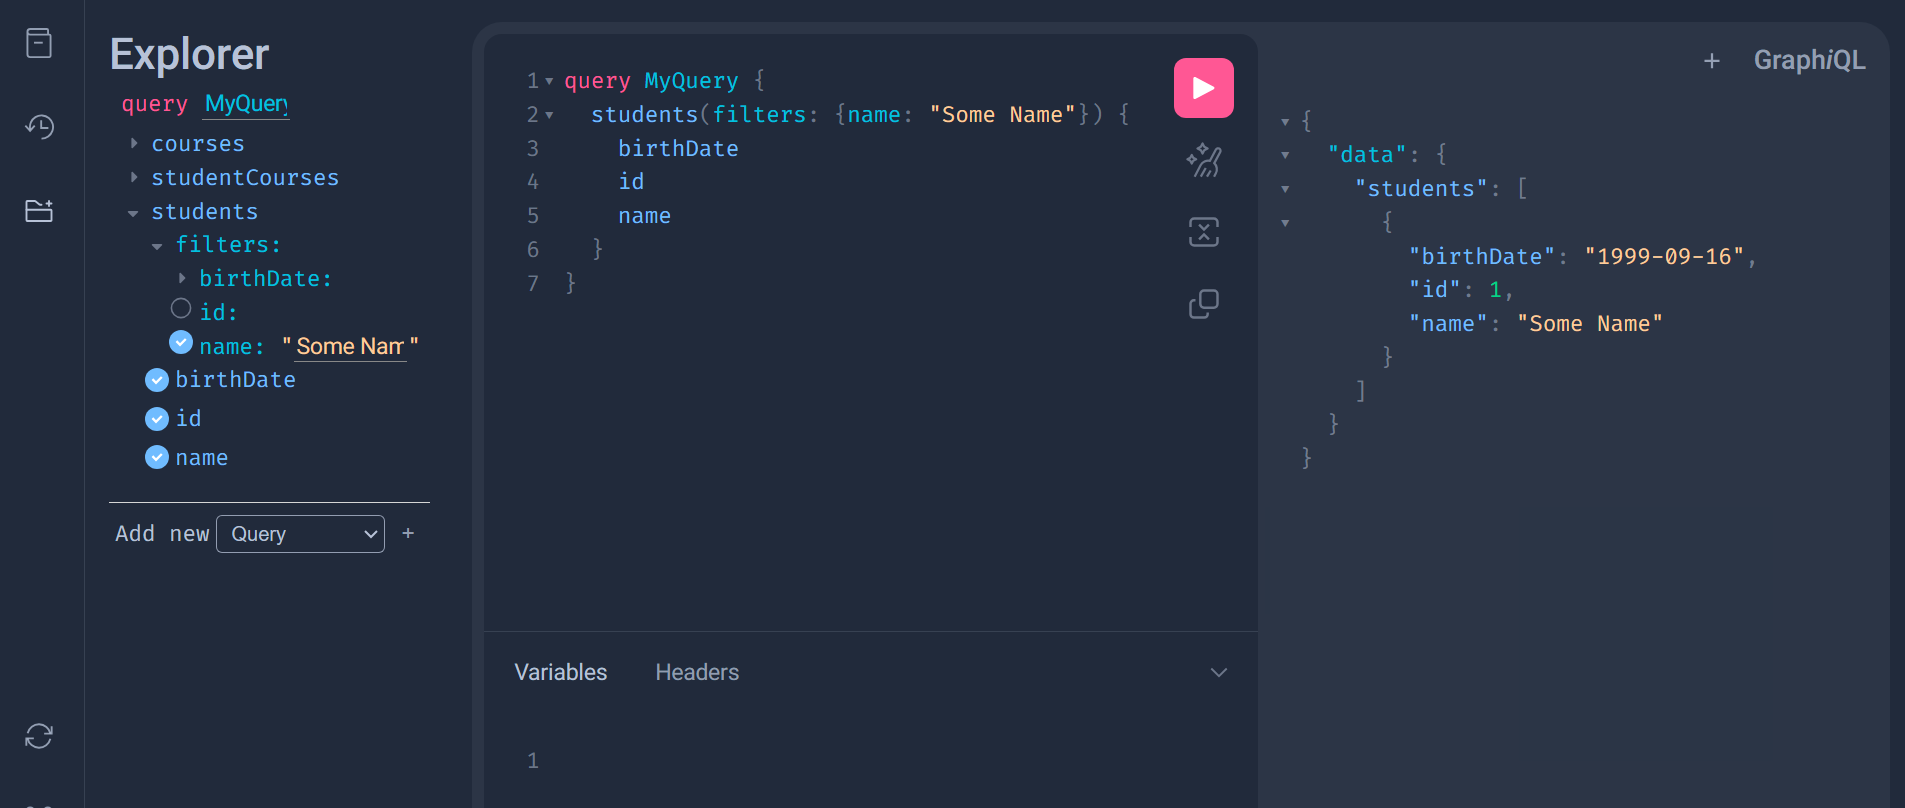 Explorer
query MyQuery
courses
studentCourses
students
filters:
birthDate:
id:
name: "Some Nam"
birthDate
id
name
Add new Query +
1 query MyQuery {
2 students(filters: {name: "Some Name"}) {
3 birthDate
4 id
5 name
6 }
7 }
Variables Headers
1
+ GraphiQL
{
"data": {
"students": [
{
"birthDate": "1999-09-16",
"id": 1,
"name": "Some Name"
}
]
}
}